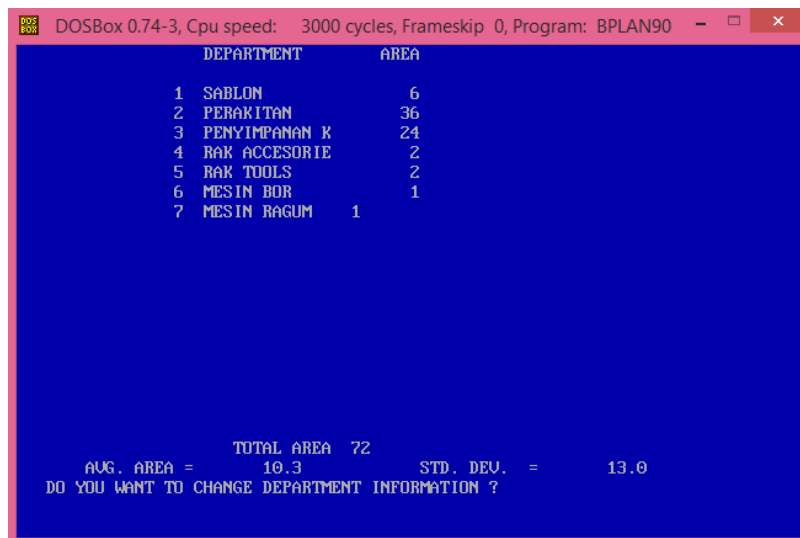 DOS BOX DOSBox 0.74-3, Cpu speed: 3000 cycles, Frameskip 0, Program: BPLAN90
DEPARTMENT AREA
1 SABLON 6
2 PERAKITAN 36
3 PENYIMPANAN K 24
4 RAK ACCESORIE 2
5 RAK TOOLS 2
6 MESIN BOR 1
7 MESIN RAGUM 1
TOTAL AREA 72
AVG. AREA = 10.3 STD. DEV. = 13.0
DO YOU WANT TO CHANGE DEPARTMENT INFORMATION ?